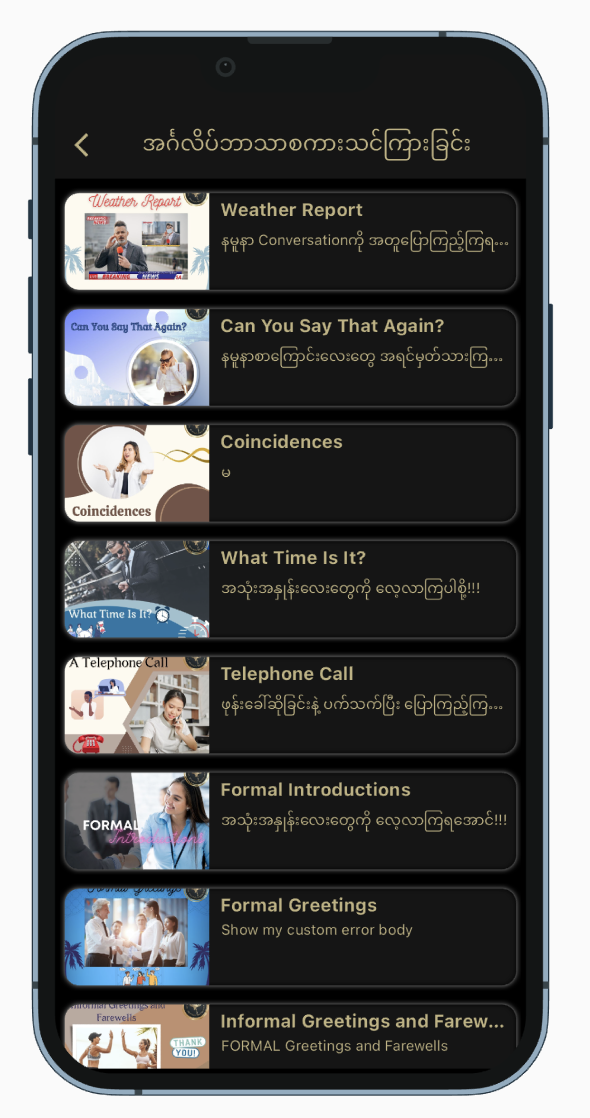 အင်္ဂလိပ်ဘာသာစကားသင်ကြားခြင်း
Weather Report
Weather Report
နမူနာ Conversationကို အတူပြောကြည့်ကြရ...
BREAKING NEWS
Can You Say That Again?
Can You Say That Again?
နမူနာစာကြောင်းလေးတွေ အရင်မှတ်သားကြ...
Coincidences
မ
Coincidences
What Time Is It?
အသုံးအနှုန်းလေးတွေကို လေ့လာကြပါစို့!!!
What Time Is It?
A Telephone Call
Telephone Call
ဖုန်းခေါ်ဆိုခြင်းနဲ့ ပက်သက်ပြီး ပြောကြည့်ကြ...
Formal Introductions
အသုံးအနှုန်းလေးတွေကို လေ့လာကြရအောင်!!!
FORMAL
Introductions
Formal Greetings
Formal Greetings
Show my custom error body
Informal Greetings and
Farewells
Informal Greetings and Farew...
FORMAL Greetings and Farewells
THANK
YOU!